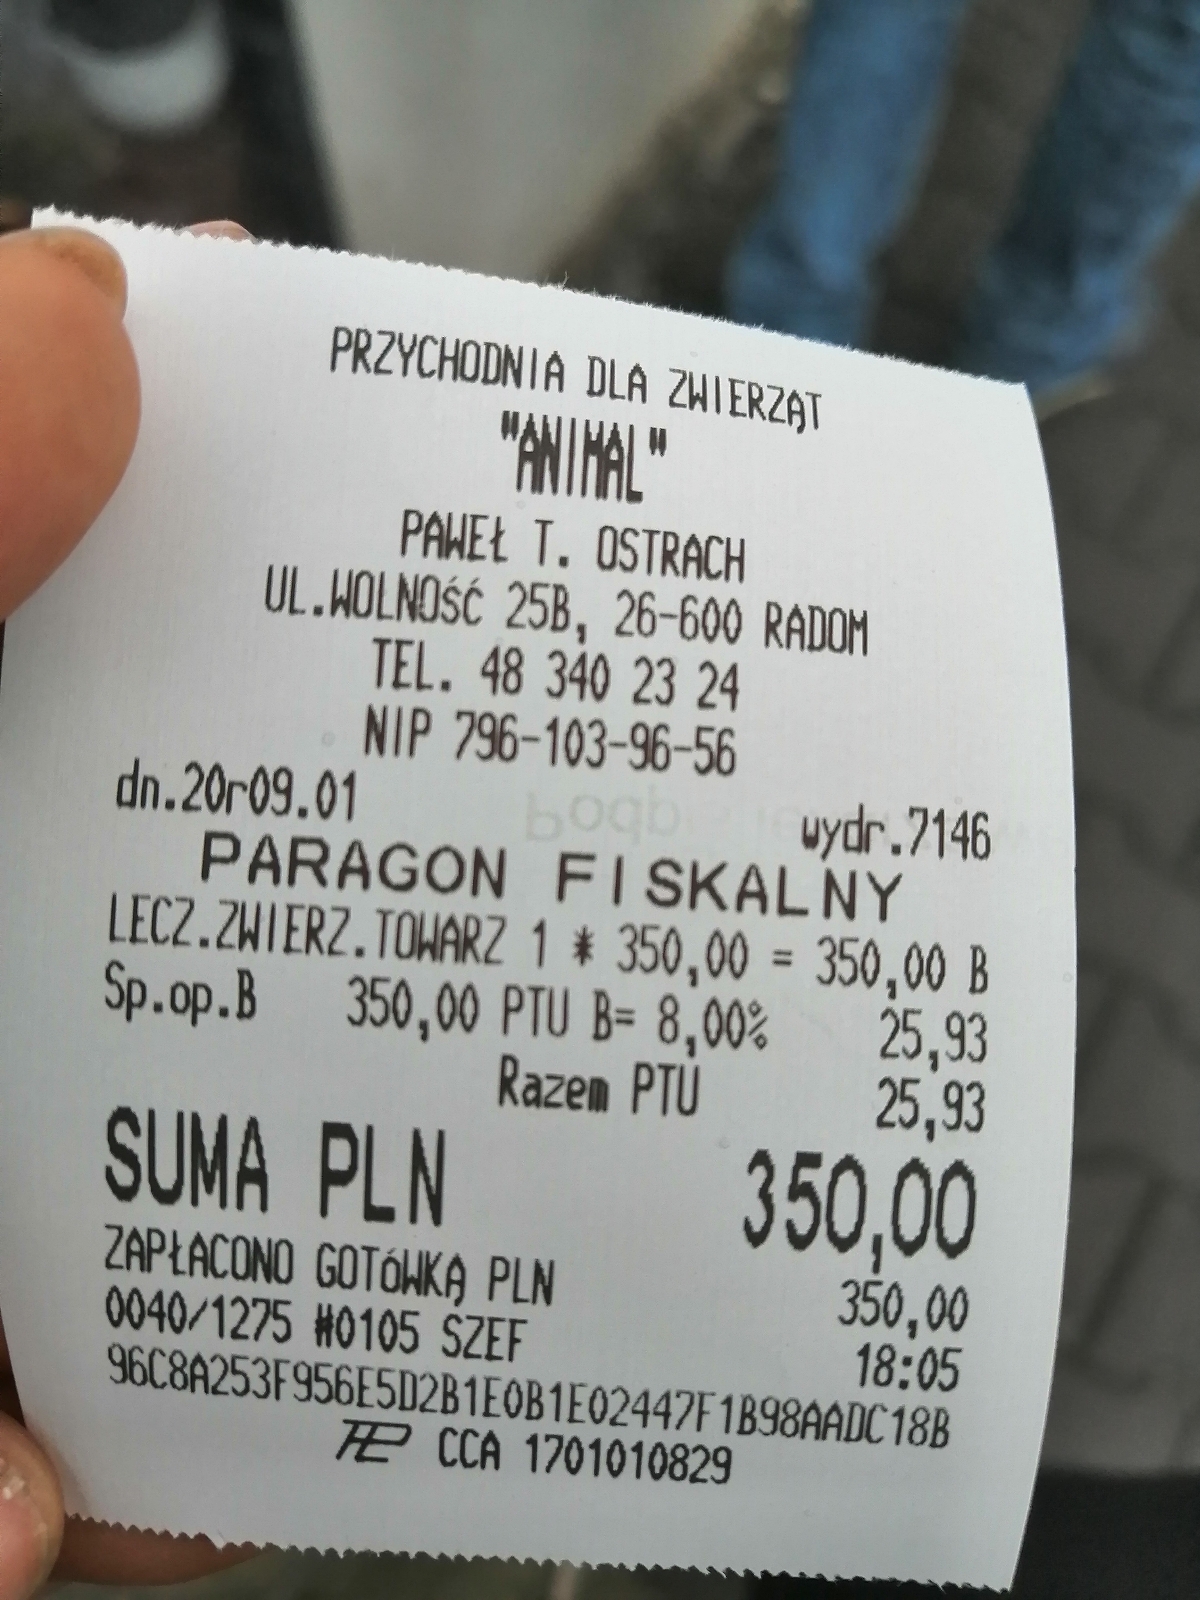 PRZYCHODNIA DLA ZWIERZĄT
"ANIMAL"
PAWEŁ T. OSTRACH
UL.WOLNOŚĆ 25B, 26-600 RADOM
TEL. 48 340 23 24
NIP 796-103-96-56
dn.20r09.01 wydr.7146
PARAGON FISKALNY
LECZ.ZWIERZ.TOWARZ 1 * 350,00 = 350,00 B
Sp.op.B 350,00 PTU B= 8,00% 25,93
Razem PTU 25,93
SUMA PLN 350,00
ZAPŁACONO GOTÓWKĄ PLN 350,00
0040/1275 #0105 SZEF 18:05
96C8A253F956E5D2B1E0B1E02447F1B98AADC18B
CCA 1701010829